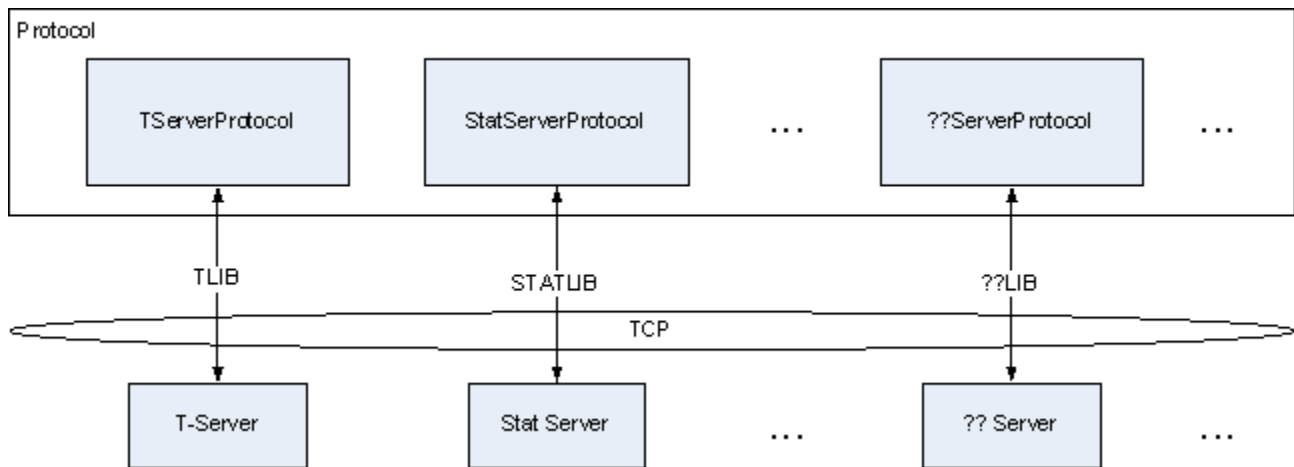 Protocol
TServerProtocol
StatServerProtocol
...
??ServerProtocol
...
TLIB
STATLIB
??LIB
TCP
T-Server
Stat Server
...
?? Server
...